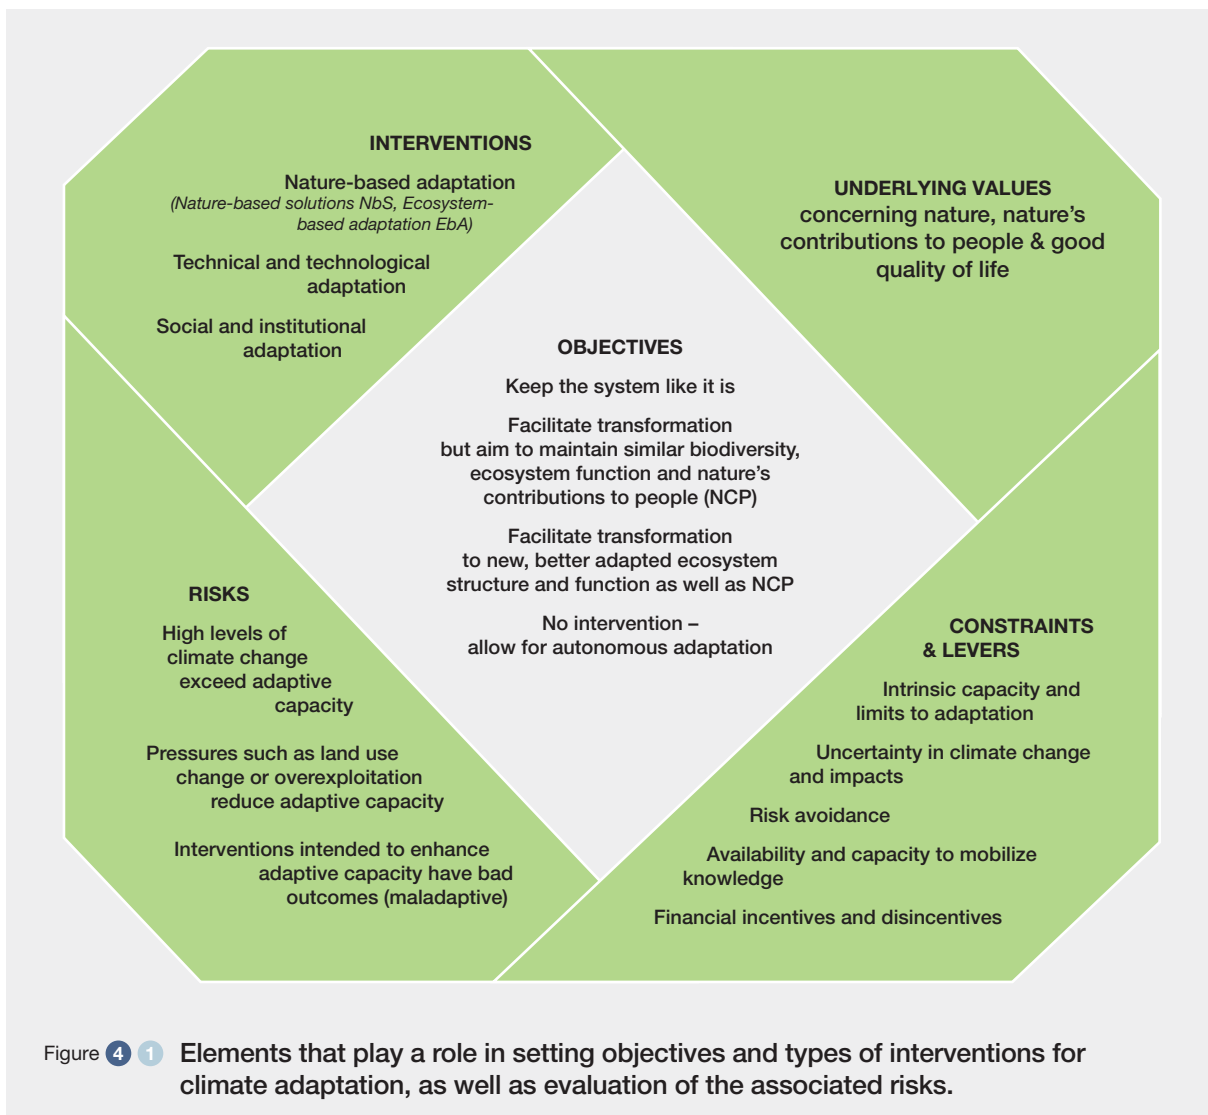 INTERVENTIONS
Nature-based adaptation
(Nature-based solutions NbS, Ecosystem-
based adaptation EbA)
Technical and technological
adaptation
Social and institutional
adaptation
UNDERLYING VALUES
concerning nature, nature’s
contributions to people & good
quality of life
OBJECTIVES
Keep the system like it is
Facilitate transformation
but aim to maintain similar biodiversity,
ecosystem function and nature’s
contributions to people (NCP)
Facilitate transformation
to new, better adapted ecosystem
structure and function as well as NCP
No intervention –
allow for autonomous adaptation
RISKS
High levels of
climate change
exceed adaptive
capacity
Pressures such as land use
change or overexploitation
reduce adaptive capacity
Interventions intended to enhance
adaptive capacity have bad
outcomes (maladaptive)
CONSTRAINTS
& LEVERS
Intrinsic capacity and
limits to adaptation
Uncertainty in climate change
and impacts
Risk avoidance
Availability and capacity to mobilize
knowledge
Financial incentives and disincentives
Figure 4 1 Elements that play a role in setting objectives and types of interventions for
climate adaptation, as well as evaluation of the associated risks.